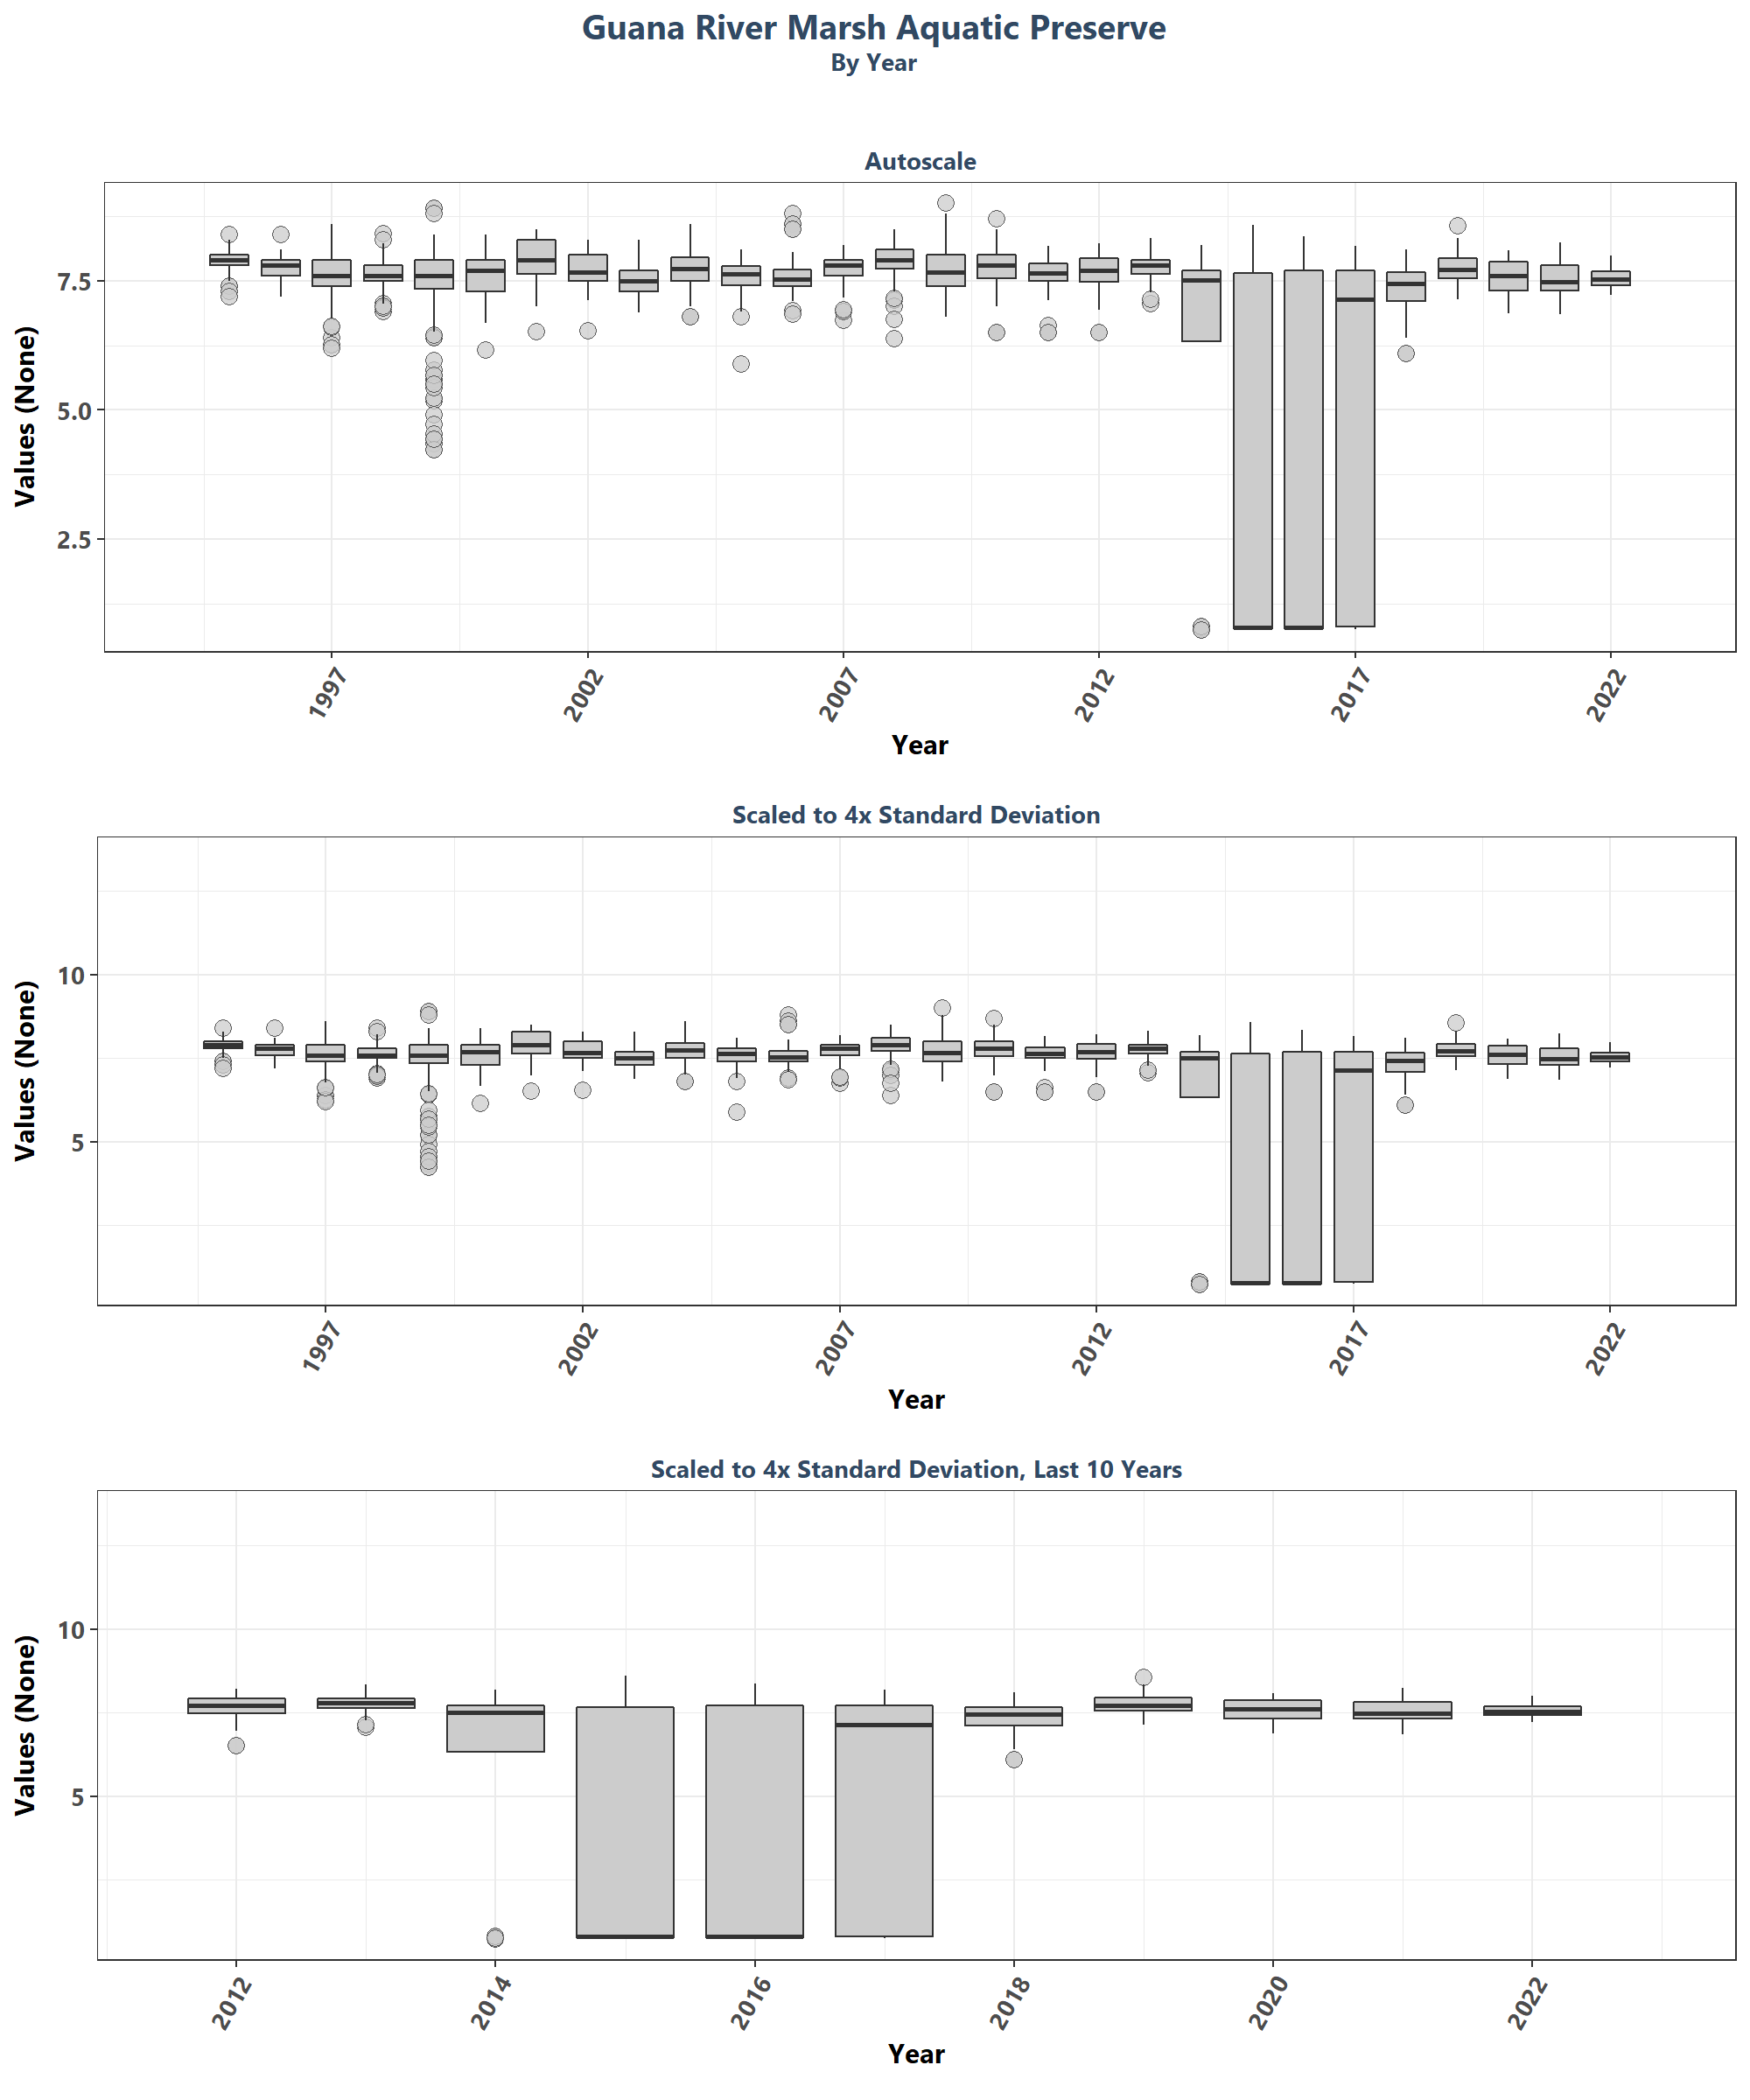 Guana River Marsh Aquatic Preserve
By Year
Autoscale
Values (None)
7.5
5.0
2.5
1997
2002
2007
2012
2017
2022
Year
Scaled to 4x Standard Deviation
Values (None)
10
5
1997
2002
2007
2012
2017
2022
Year
Scaled to 4x Standard Deviation, Last 10 Years
Values (None)
10
5
2012
2014
2016
2018
2020
2022
Year